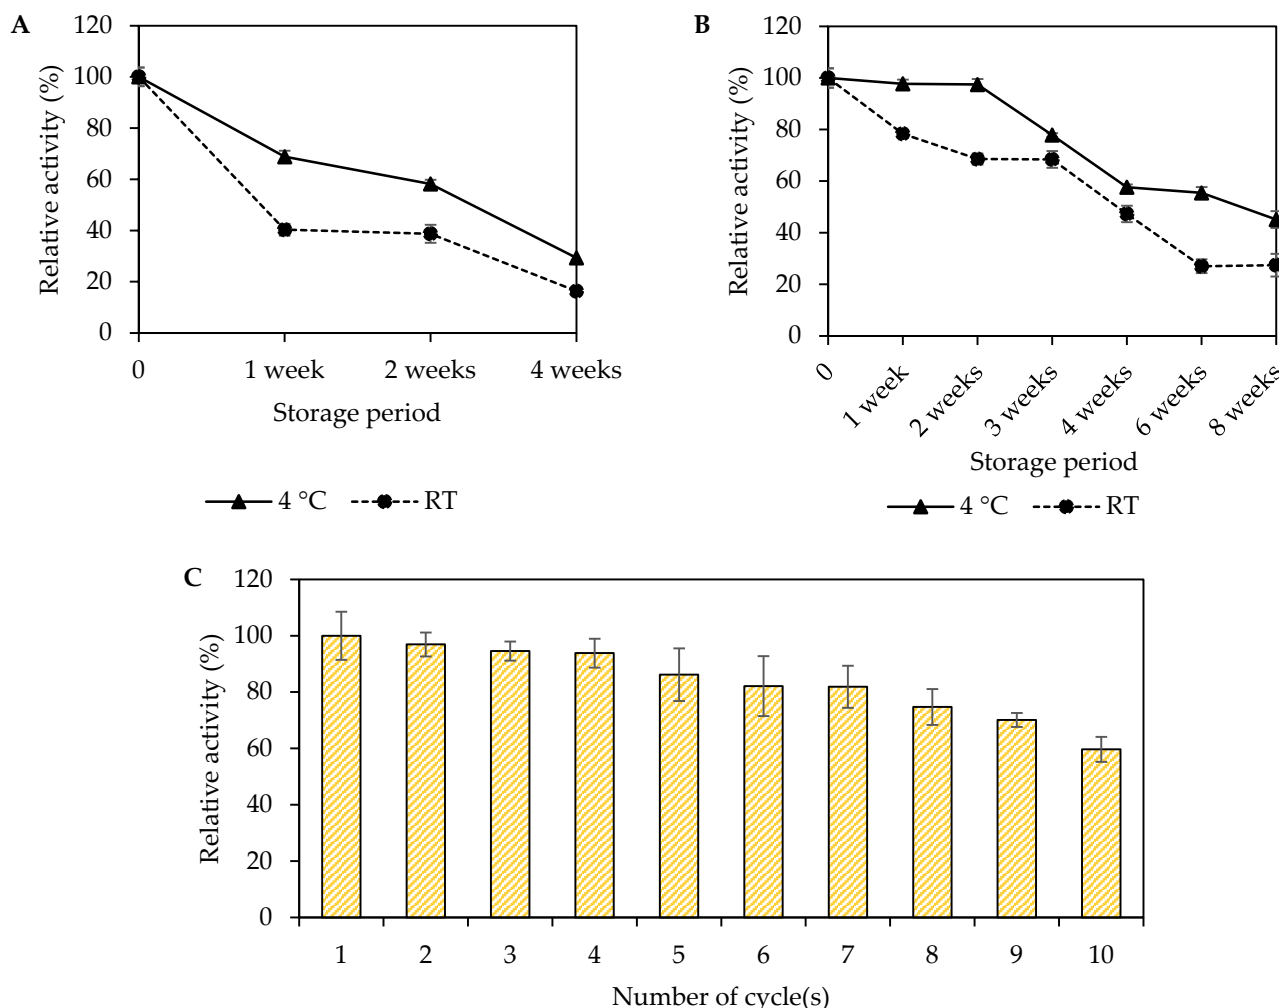 A
Relative activity (%)
120
100
80
60
40
20
0
0 1 week 2 weeks 4 weeks
Storage period
4 °C RT
B
Relative activity (%)
120
100
80
60
40
20
0
0 1 week 2 weeks 3 weeks 4 weeks 6 weeks 8 weeks
Storage period
4 °C RT
C
Relative activity (%)
120
100
80
60
40
20
0
1 2 3 4 5 6 7 8 9 10
Number of cycle(s)